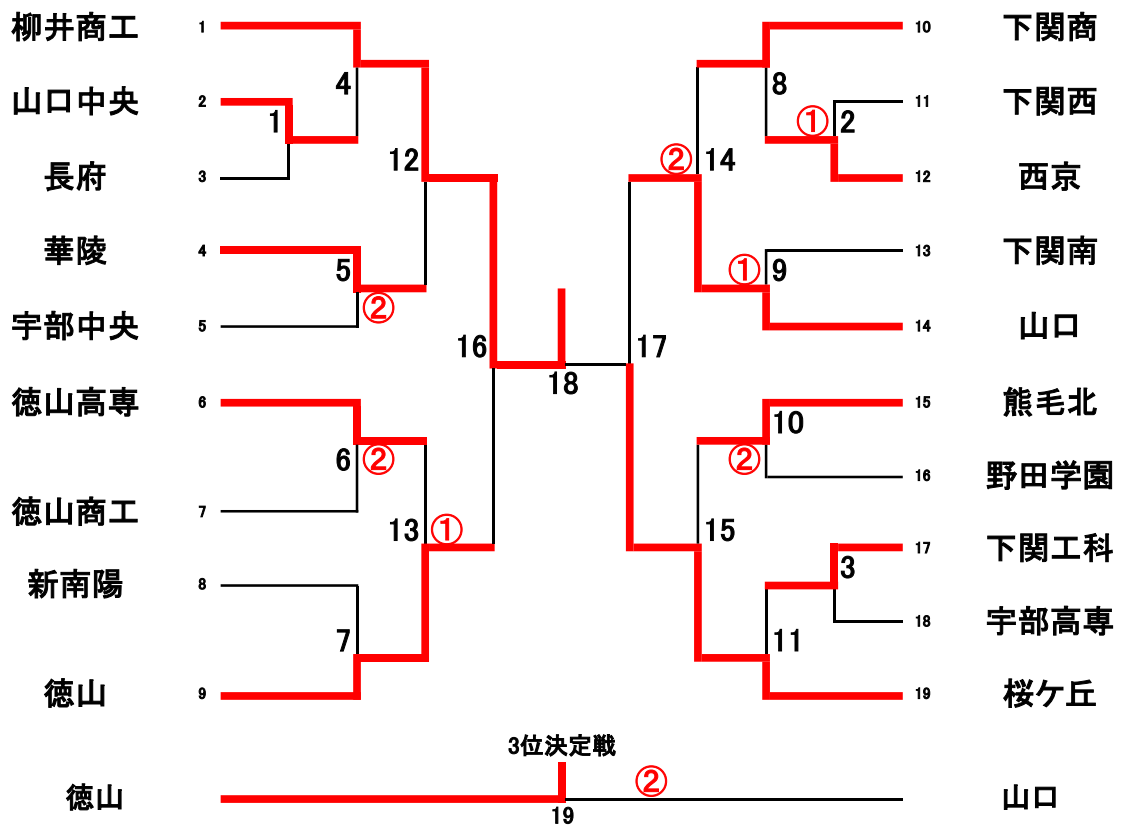 柳井商工 1
山口中央 2
長府 3
華陵 4
宇部中央 5
徳山高専 6
徳山商工 7
新南陽 8
徳山 9
4
1
12
5
②
16
6
②
13
①
7
18
下関商 10
下関西 11
西京 12
下関南 13
山口 14
熊毛北 15
野田学園 16
下関工科 17
宇部高専 18
桜ケ丘 19
8
①
2
②
14
①
9
17
10
②
15
3
11
3位決定戦
徳山
②
山口
19